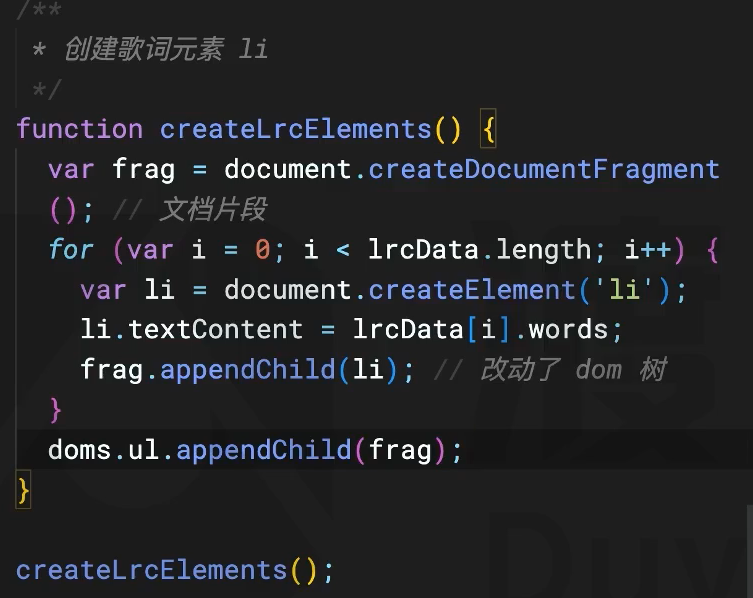 /**
 * 创建歌词元素 li
 */
function createLrcElements() {
  var frag = document.createDocumentFragment
  (); // 文档片段
  for (var i = 0; i < lrcData.length; i++) {
    var li = document.createElement('li');
    li.textContent = lrcData[i].words;
    frag.appendChild(li); // 改动了 dom 树
  }
  doms.ul.appendChild(frag);
}
createLrcElements();